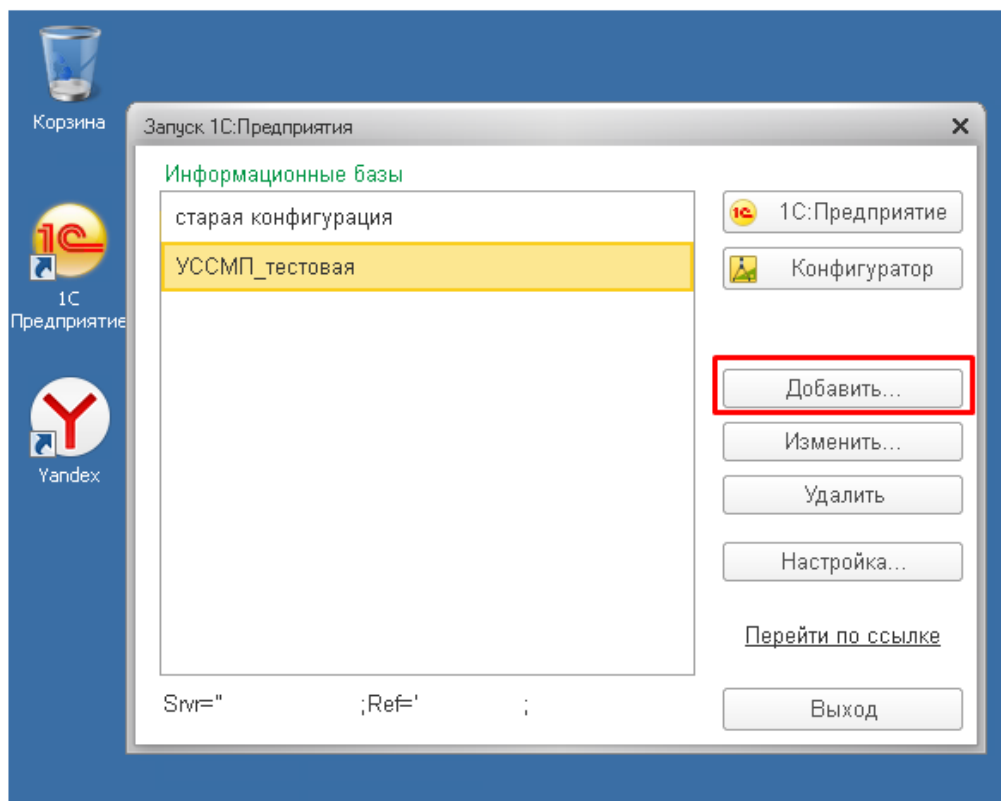 Корзина
Запуск 1С:Предприятия
Информационные базы
старая конфигурация
УССМП_тестовая
1С:Предприятие
Конфигуратор
1С
Предприятие
Добавить...
Изменить...
Yandex
Удалить
Настройка...
Перейти по ссылке
Srvr=" ;Ref=' ;
Выход